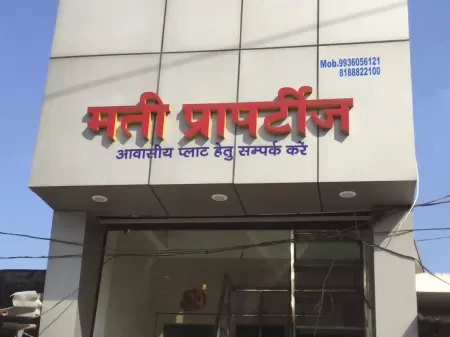 Mob.9936056121
8188822100
मती प्रापर्टीज
आवासीय प्लाट हेतु सम्पर्क करें